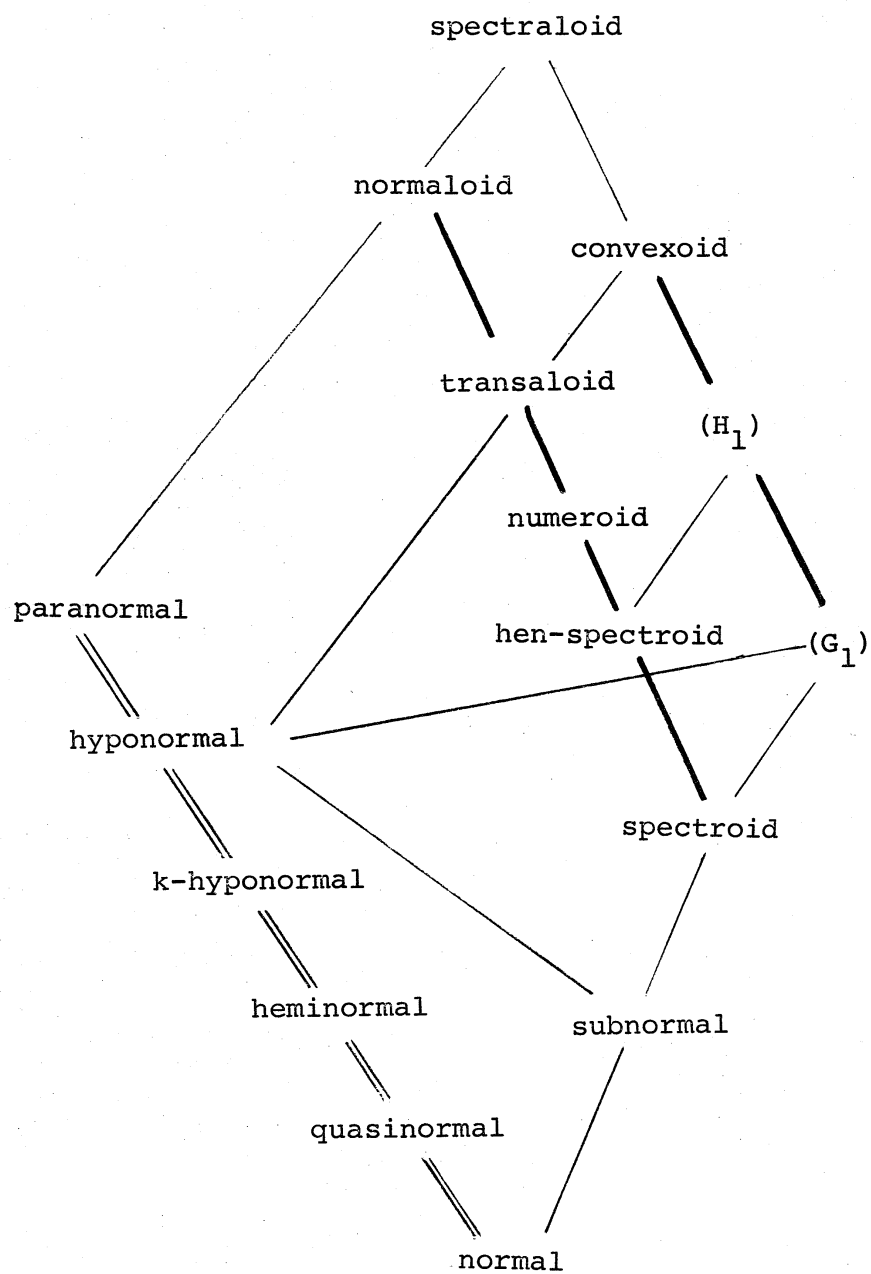 spectraloid
normaloid
convexoid
transaloid
(H1)
numeroid
paranormal
hen-spectroid
(G1)
hyponormal
spectroid
k-hyponormal
heminormal
subnormal
quasinormal
normal